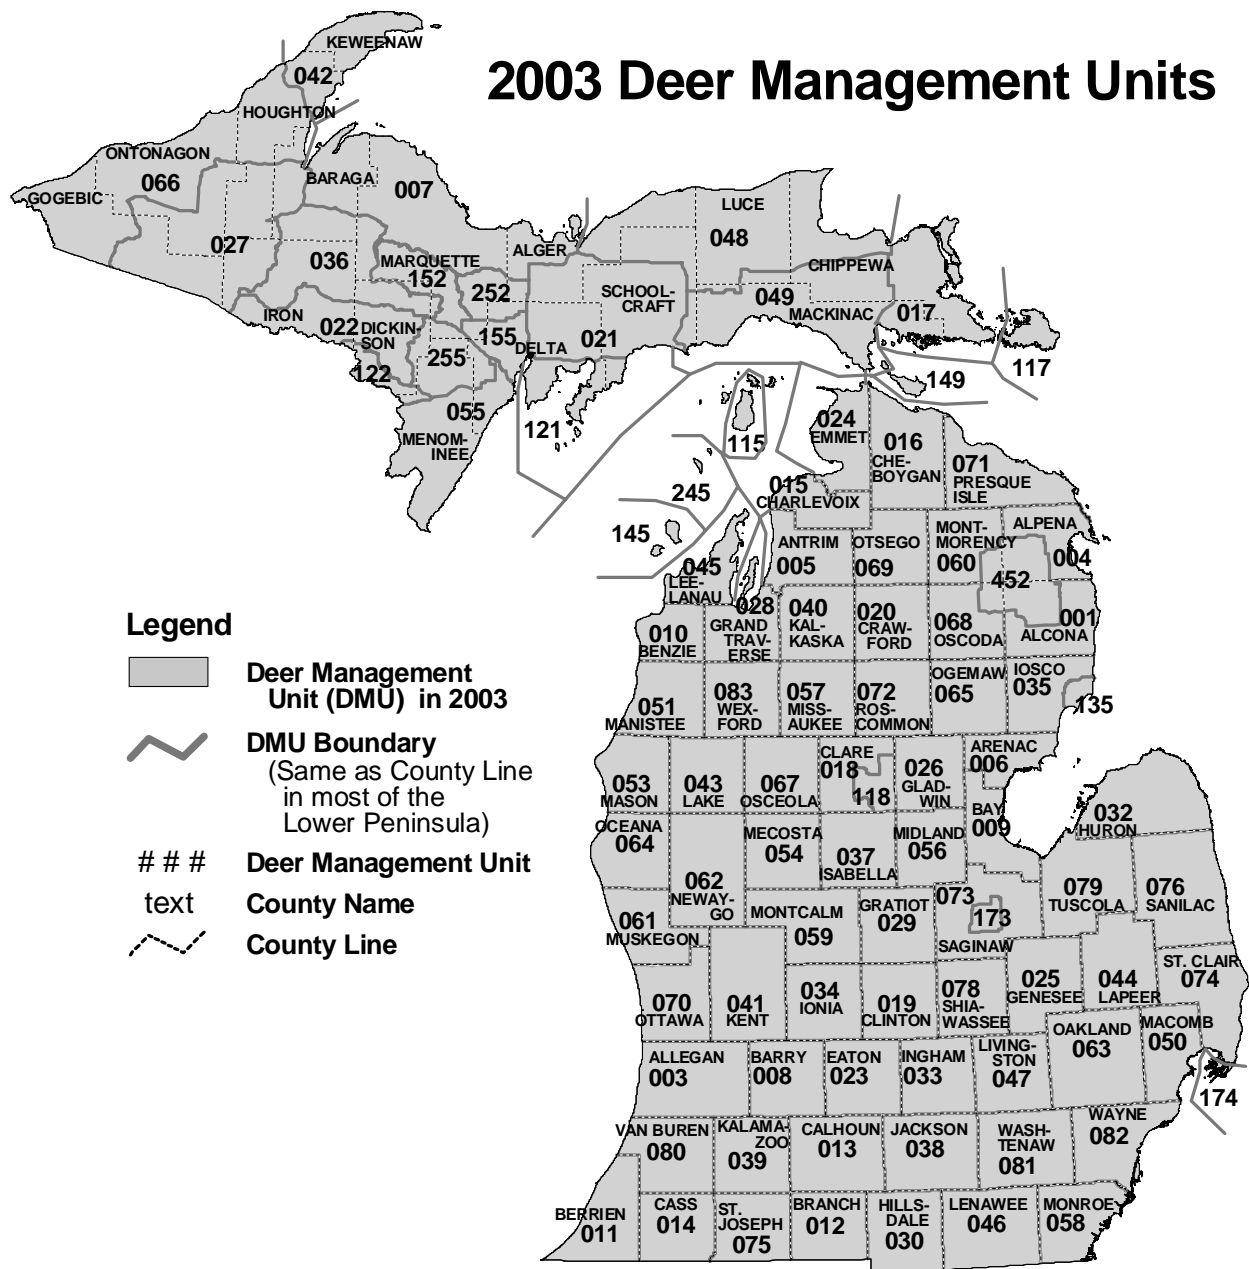 2003 Deer Management Units
KEWEENAW
042
HOUGHTON
ONTONAGON
066
GOGEBIC
BARAGA
007
027
036
MARQUETTE
152
252
ALGER
LUCE
048
CHIPPEWA
SCHOOL-
CRAFT
049
MACKINAC
017
IRON
022
DICKIN-
SON
155
DELTA
021
255
122
055
MENOM-
INEE
121
149
117
115
245
145
024
EMMET
016
CHE-
BOYGAN
071
PRESQUE
ISLE
015
CHARLEVOIX
ANTRIM
005
OTSEGO
069
MONT-
MORENCY
060
ALPENA
004
452
045
LEE-
LANAU
028
GRAND
TRAV-
ERSE
040
KAL-
KASKA
020
CRAW-
FORD
068
OSCODA
001
ALCONA
010
BENZIE
051
MANISTEE
083
WEX-
FORD
057
MISS-
AUKEE
072
ROS-
COMMON
OGEMAW
065
IOSCO
035
135
053
MASON
043
LAKE
067
OSCEOLA
CLARE
018
118
026
GLAD-
WIN
ARENAC
006
BAY
009
032
HURON
OCEANA
064
062
NEWAY-
GO
MECOSTA
054
037
ISABELLA
MIDLAND
056
061
MUSKEGON
MONTCALM
059
GRATIOT
029
073
173
SAGINAW
079
TUSCOLA
076
SANILAC
070
OTTAWA
041
KENT
034
IONIA
019
CLINTON
078
SHIA-
WASSEE
025
GENESEE
044
LAPEER
ST. CLAIR
074
ALLEGAN
003
BARRY
008
EATON
023
INGHAM
033
LIVING-
STON
047
OAKLAND
063
MACOMB
050
174
VAN BUREN
080
KALAMA-
ZOO
039
CALHOUN
013
JACKSON
038
WASH-
TENAW
081
WAYNE
082
BERRIEN
011
CASS
014
ST.
JOSEPH
075
BRANCH
012
HILLS-
DALE
030
LENAWEE
046
MONROE
058
Legend
Deer Management
Unit (DMU) in 2003
DMU Boundary
(Same as County Line
in most of the
Lower Peninsula)
# # # Deer Management Unit
text County Name
County Line